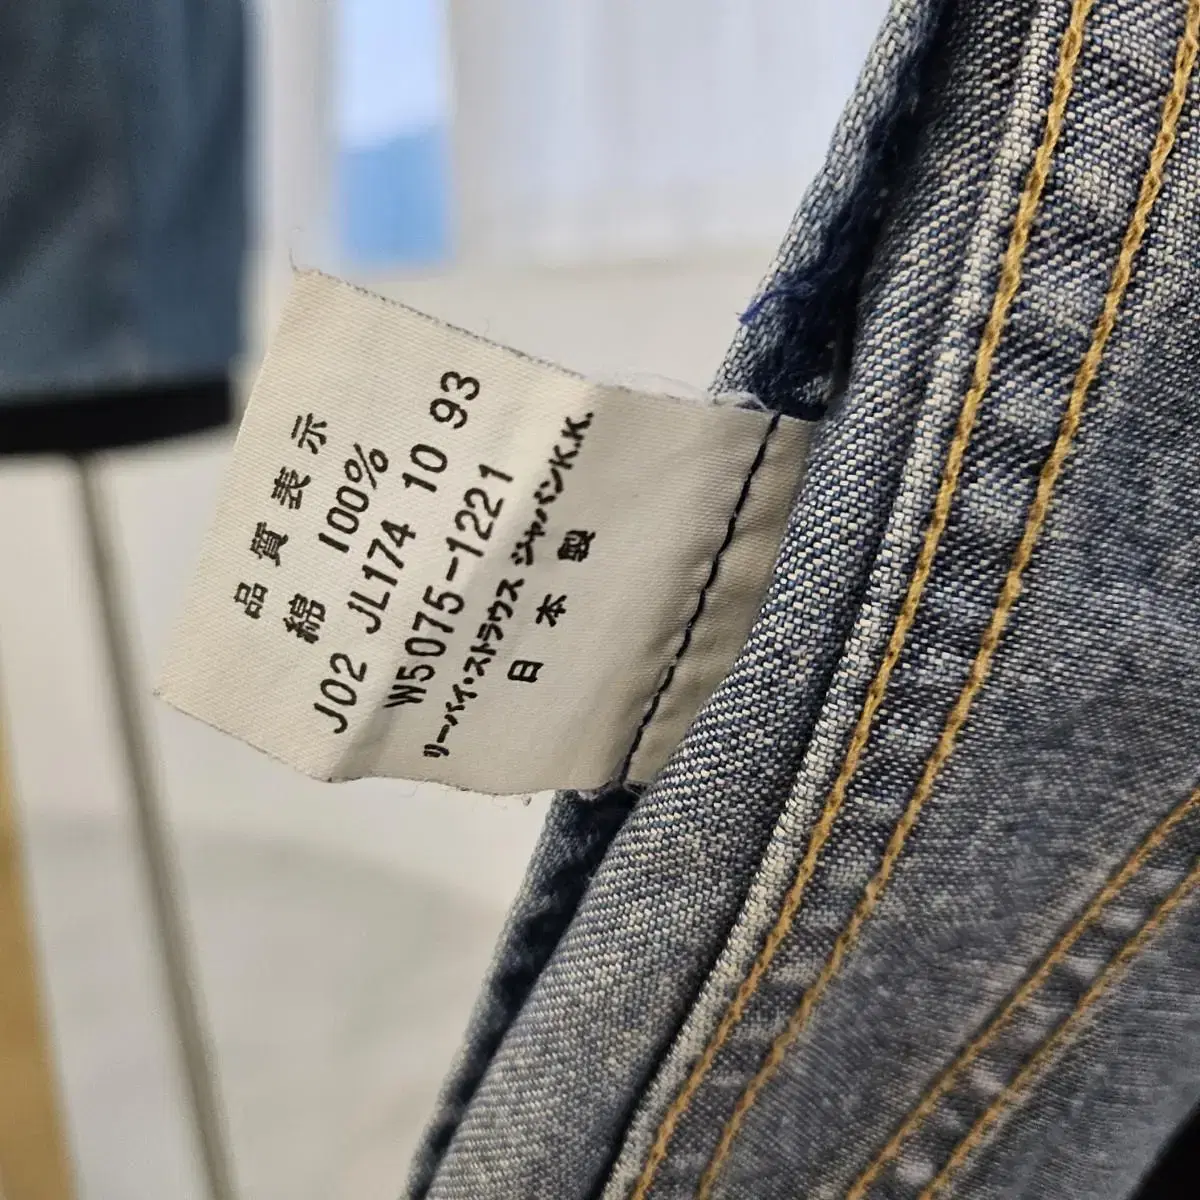 品質表示
綿 100%
J02 JL174 10 93
W5075-1221
リーバイ・ストラウス ジャパンK.K.
日本製